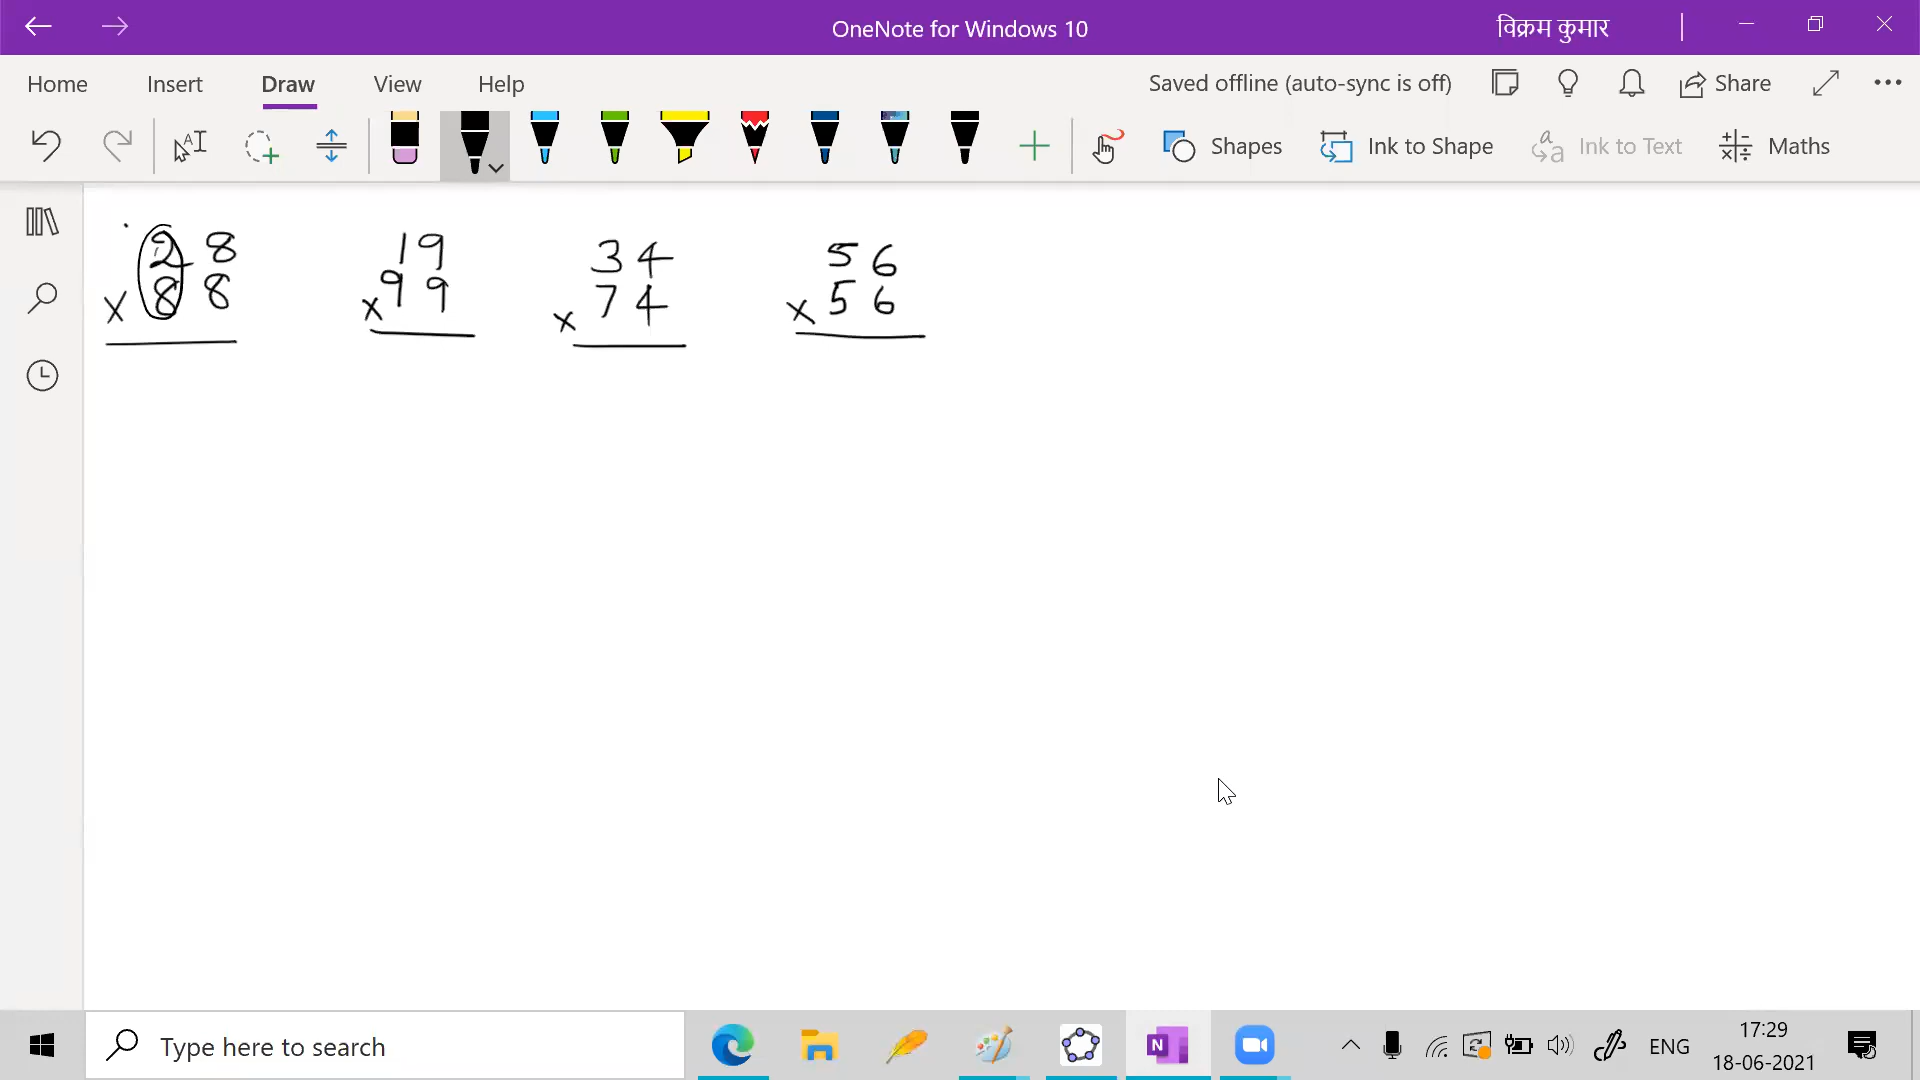 OneNote for Windows 10
विक्रम कुमार
Home Insert Draw View Help
Saved offline (auto-sync is off) Share
Shapes Ink to Shape Ink to Text Maths
28 19 34 56
x 88 x 99 x 74 x 56
Type here to search
ENG
17:29
18-06-2021